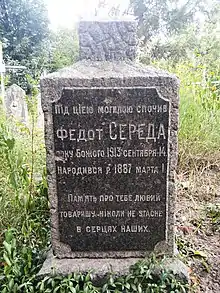 Під цією могилою спочив
Федот Середа
року Божого 1913 сентября 14
народився р. 1887 марта 1
Память про тебе любий
товаришу ніколи не згасне
в серцях наших.